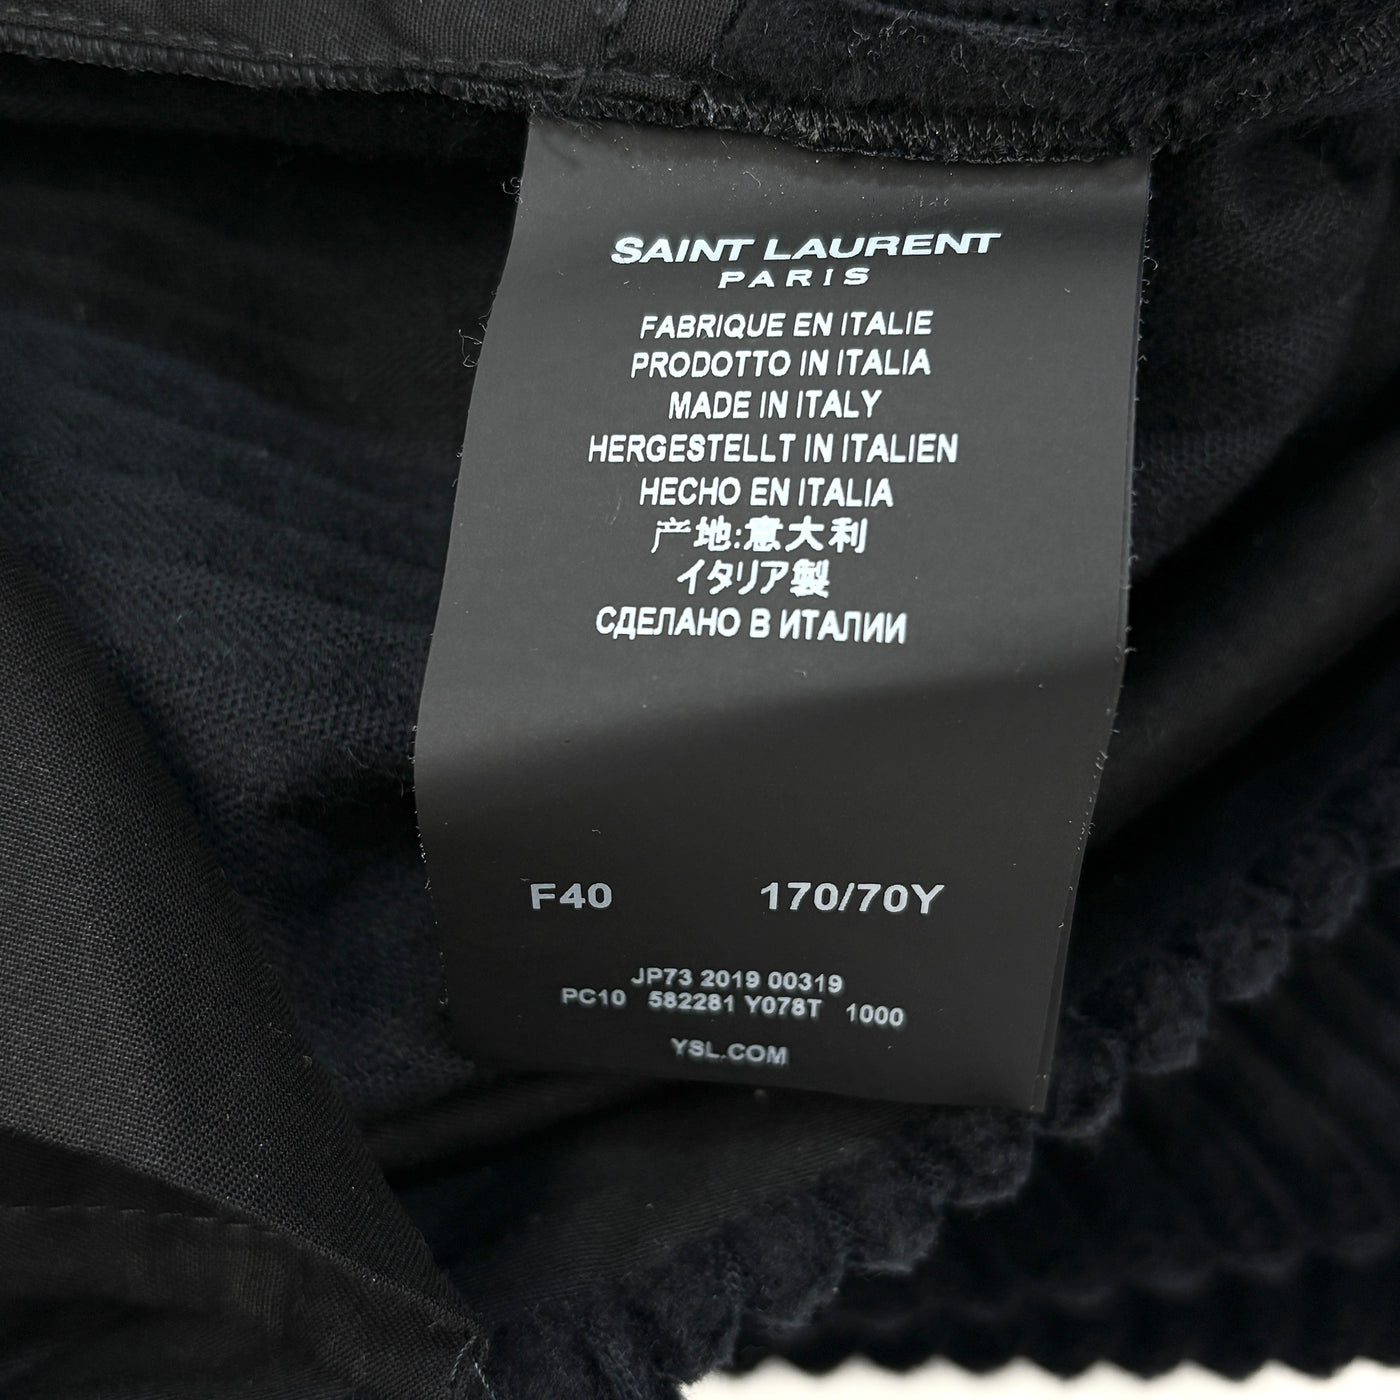 SAINT LAURENT
PARIS
FABRIQUE EN ITALIE
PRODOTTO IN ITALIA
MADE IN ITALY
HERGESTELLT IN ITALIEN
HECHO EN ITALIA
产地:意大利
イタリア製
СДЕЛАНО В ИТАЛИИ
F40 170/70Y
JP73 2019 00319
PC10 582281 Y078T 1000
YSL.COM